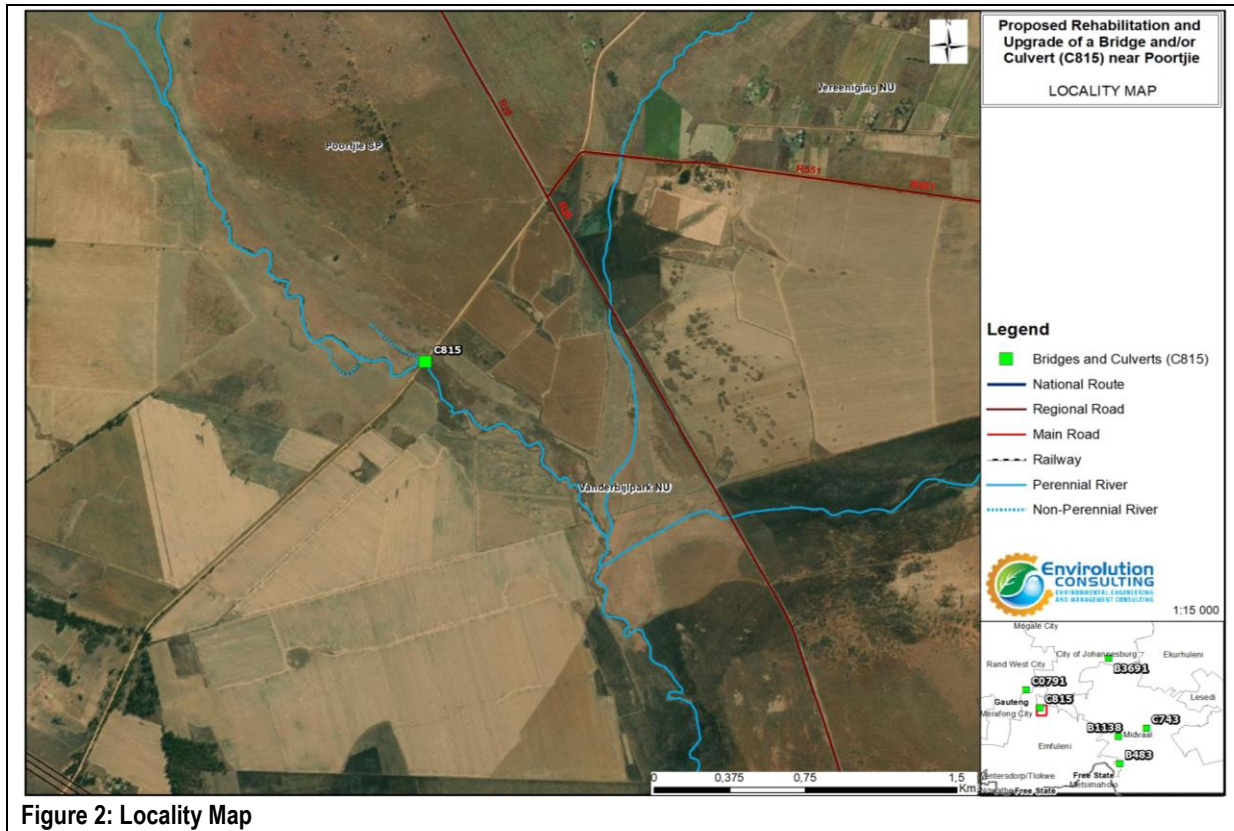 Proposed Rehabilitation and
Upgrade of a Bridge and/or
Culvert (C815) near Poortjie
LOCALITY MAP
N
Vereeniging NU
Poortjie SP
R28
R551
R551
R28
C815
Vanderbijlpark NU
Legend
Bridges and Culverts (C815)
National Route
Regional Road
Main Road
Railway
Perennial River
Non-Perennial River
Envirolution
CONSULTING
ENVIRONMENTAL ENGINEERING
AND MANAGEMENT CONSULTING
1:15 000
Mogale City
City of Johannesburg
Ekurhuleni
Rand West City
B3691
C0791
Lesedi
C815
Gauteng
Merafong City
C743
B1138
Midvaal
Emfuleni
B483
Free State
Metsimaholo
Free State
0 0,375 0,75 1,5
Km
Figure 2: Locality Map